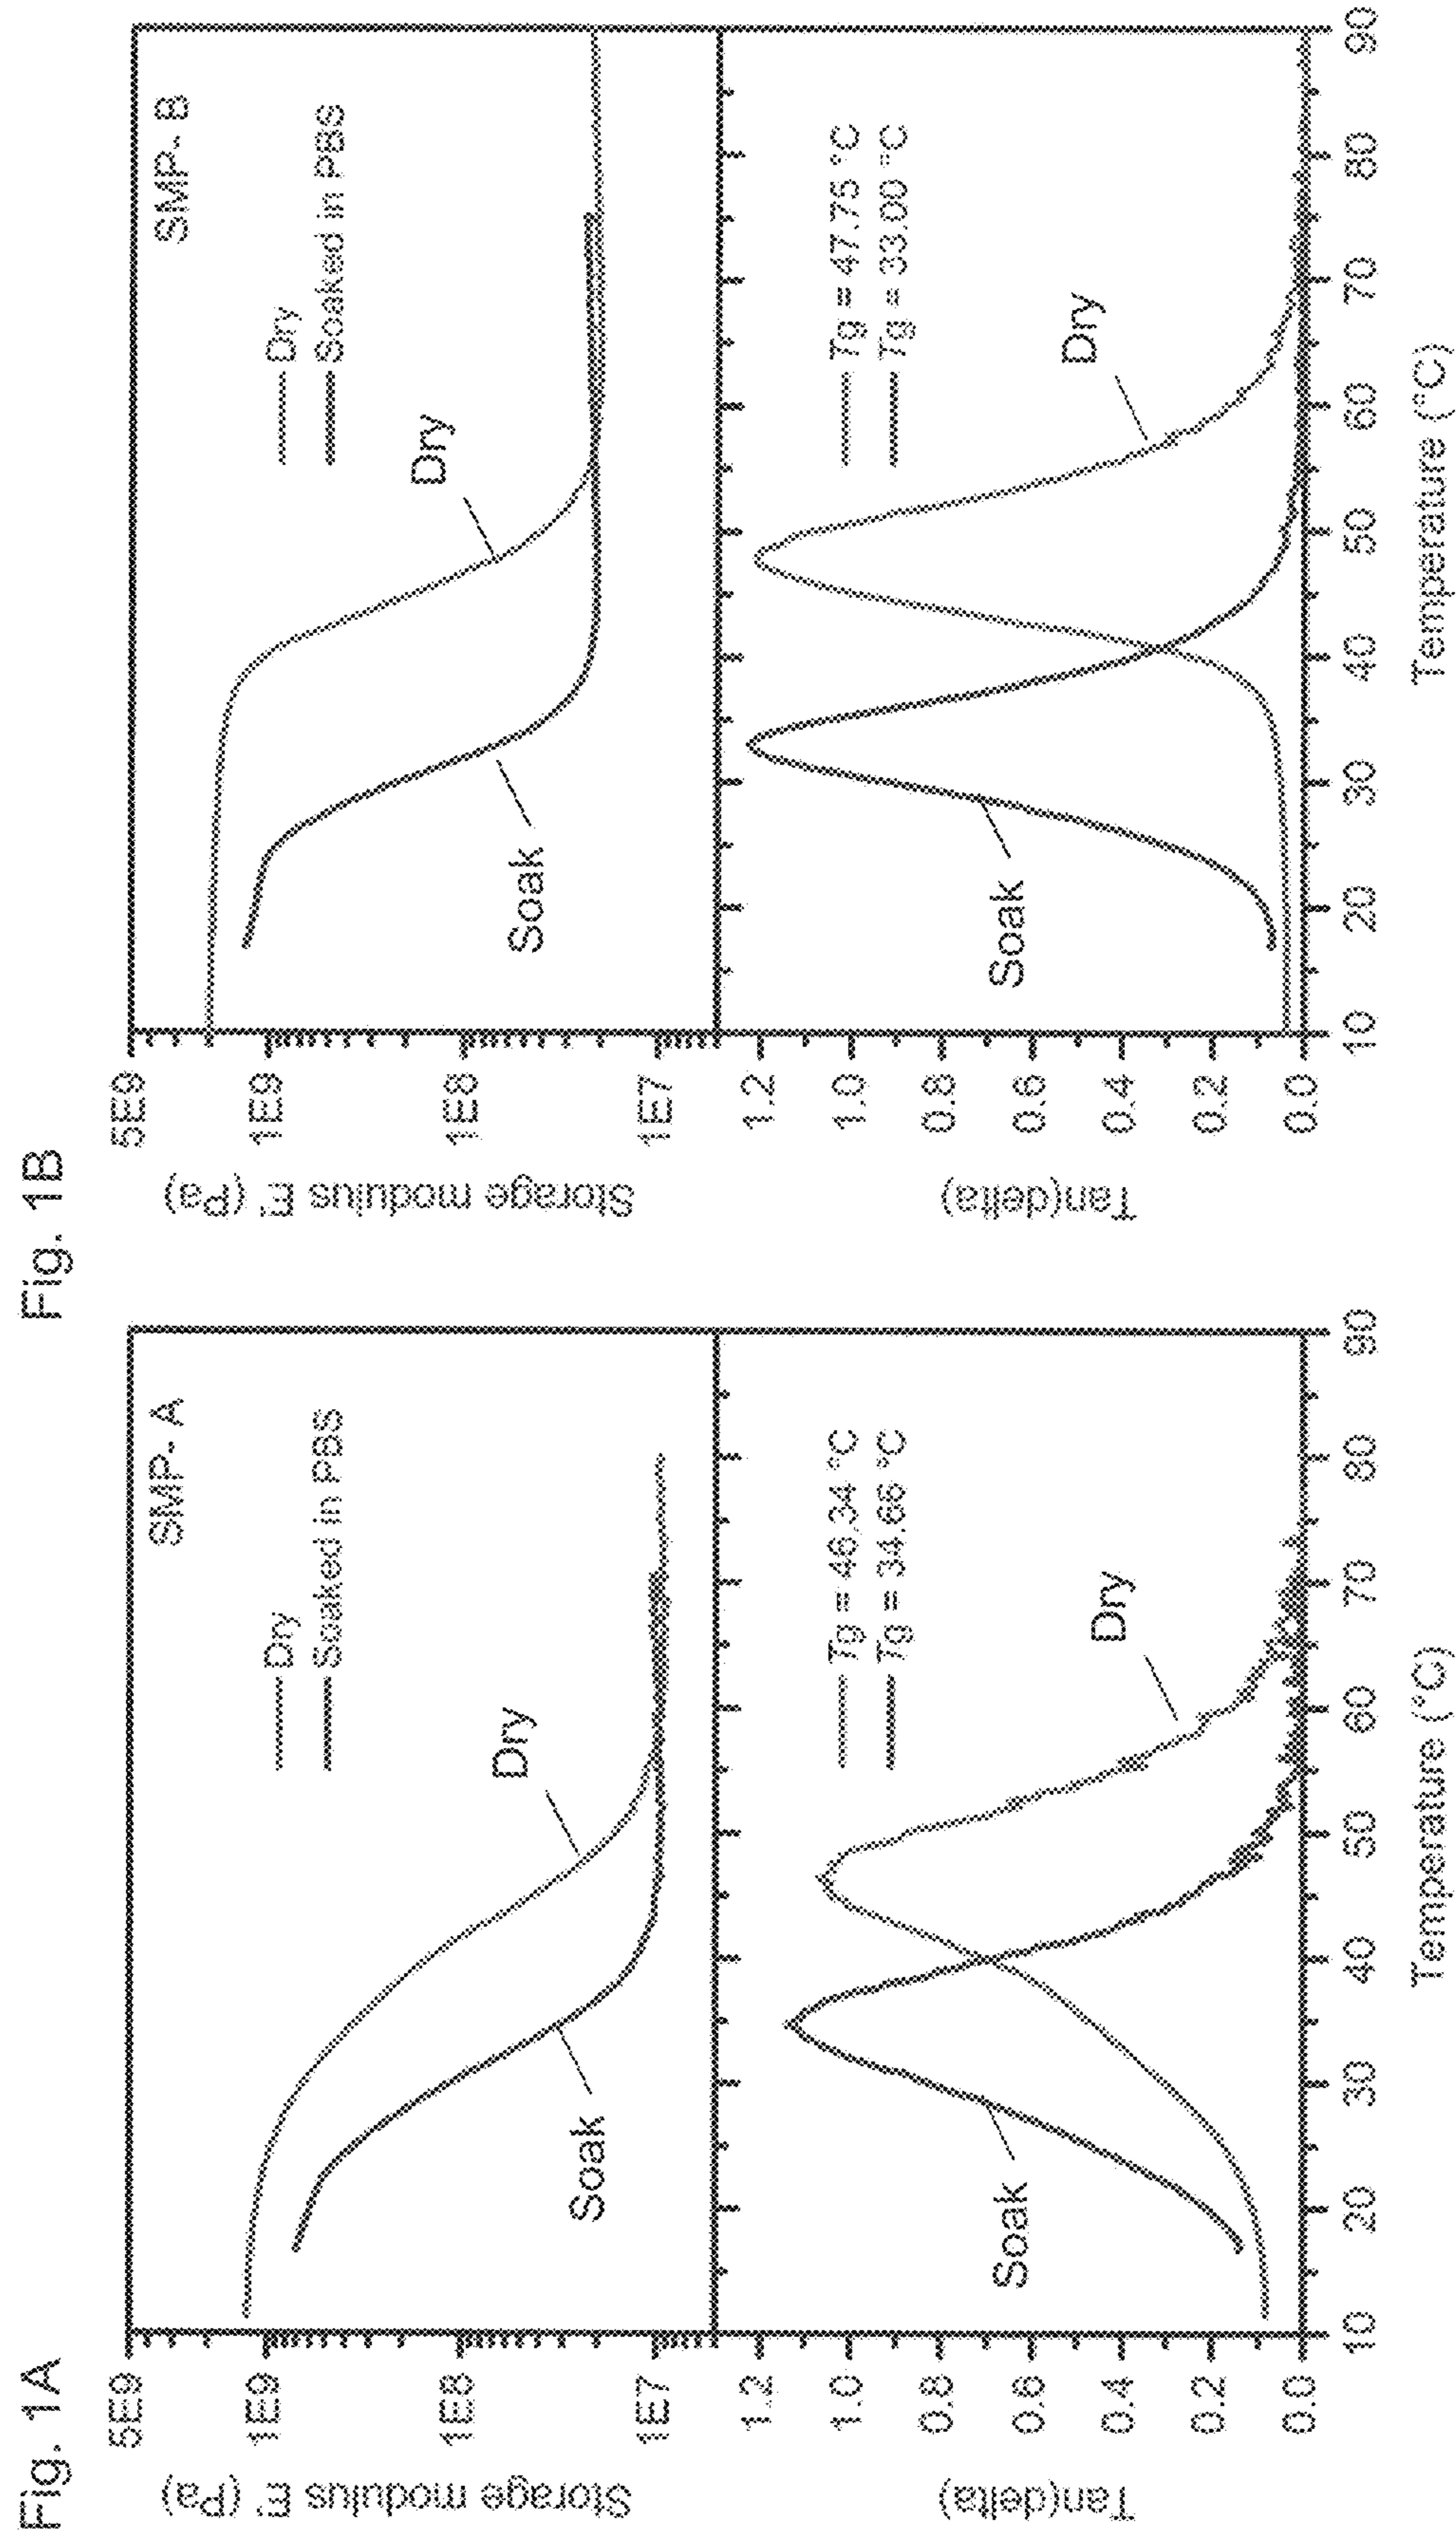 Fig. 1A
SMP- A
Dry
Soaked in PBS
Dry
Soak
5E9
1E9
1E8
1E7
Storage modulus E' (Pa)
Tg = 46.34 °C
Tg = 34.66 °C
Dry
Soak
1.2
1.0
0.8
0.6
0.4
0.2
0.0
Tan(delta)
10 20 30 40 50 60 70 80 90
Temperature (°C)
Fig. 1B
SMP- B
Dry
Soaked in PBS
Dry
Soak
5E9
1E9
1E8
1E7
Storage modulus E' (Pa)
Tg = 47.75 °C
Tg = 33.00 °C
Dry
Soak
1.2
1.0
0.8
0.6
0.4
0.2
0.0
Tan(delta)
10 20 30 40 50 60 70 80 90
Temperature (°C)